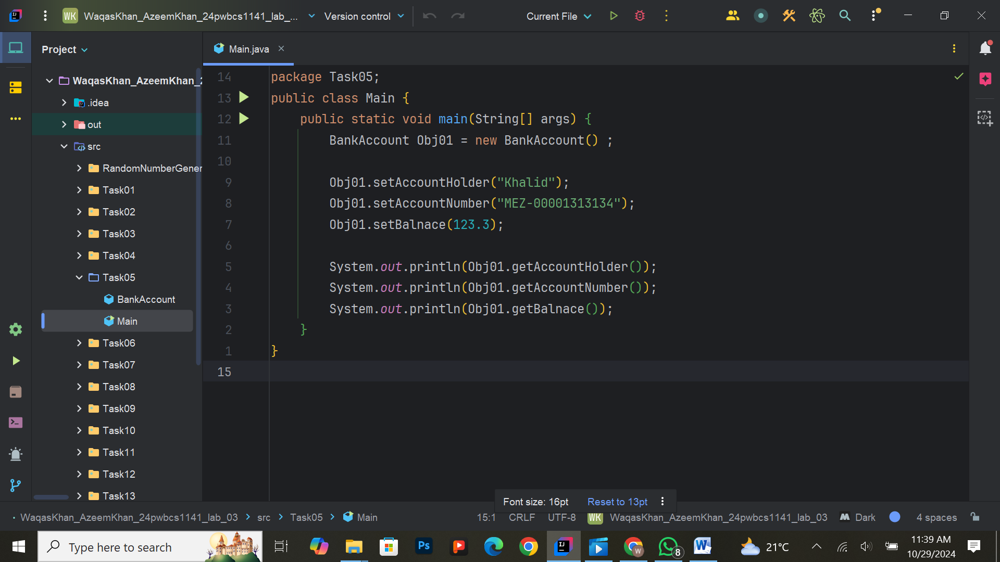 WK WaqasKhan_AzeemKhan_24pwbcs1141_lab_... Version control Current File
Project
Main.java
WaqasKhan_AzeemKhan_2
.idea
out
src
RandomNumberGener
Task01
Task02
Task03
Task04
Task05
BankAccount
Main
Task06
Task07
Task08
Task09
Task10
Task11
Task12
Task13
14 package Task05;
13 public class Main {
12 public static void main(String[] args) {
11 BankAccount Obj01 = new BankAccount() ;
10
9 Obj01.setAccountHolder("Khalid");
8 Obj01.setAccountNumber("MEZ-00001313134");
7 Obj01.setBalnace(123.3);
6
5 System.out.println(Obj01.getAccountHolder());
4 System.out.println(Obj01.getAccountNumber());
3 System.out.println(Obj01.getBalnace());
2 }
1 }
15
Font size: 16pt Reset to 13pt
WaqasKhan_AzeemKhan_24pwbcs1141_lab_03 src Task05 Main 15:1 CRLF UTF-8 WK WaqasKhan_AzeemKhan_24pwbcs1141_lab_03 Dark 4 spaces
Type here to search
Ps
8
21°C
11:39 AM
10/29/2024